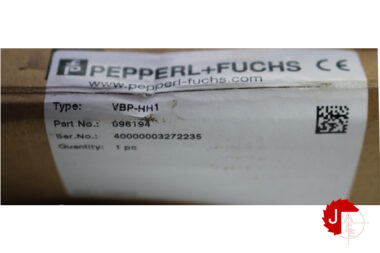 PEPPERL+FUCHS CE
www.pepperl-fuchs.com
Type: VBP-HH1
Part No.: 096194
Ser.No.: 40000003272235
Quantity: 1 pc
J